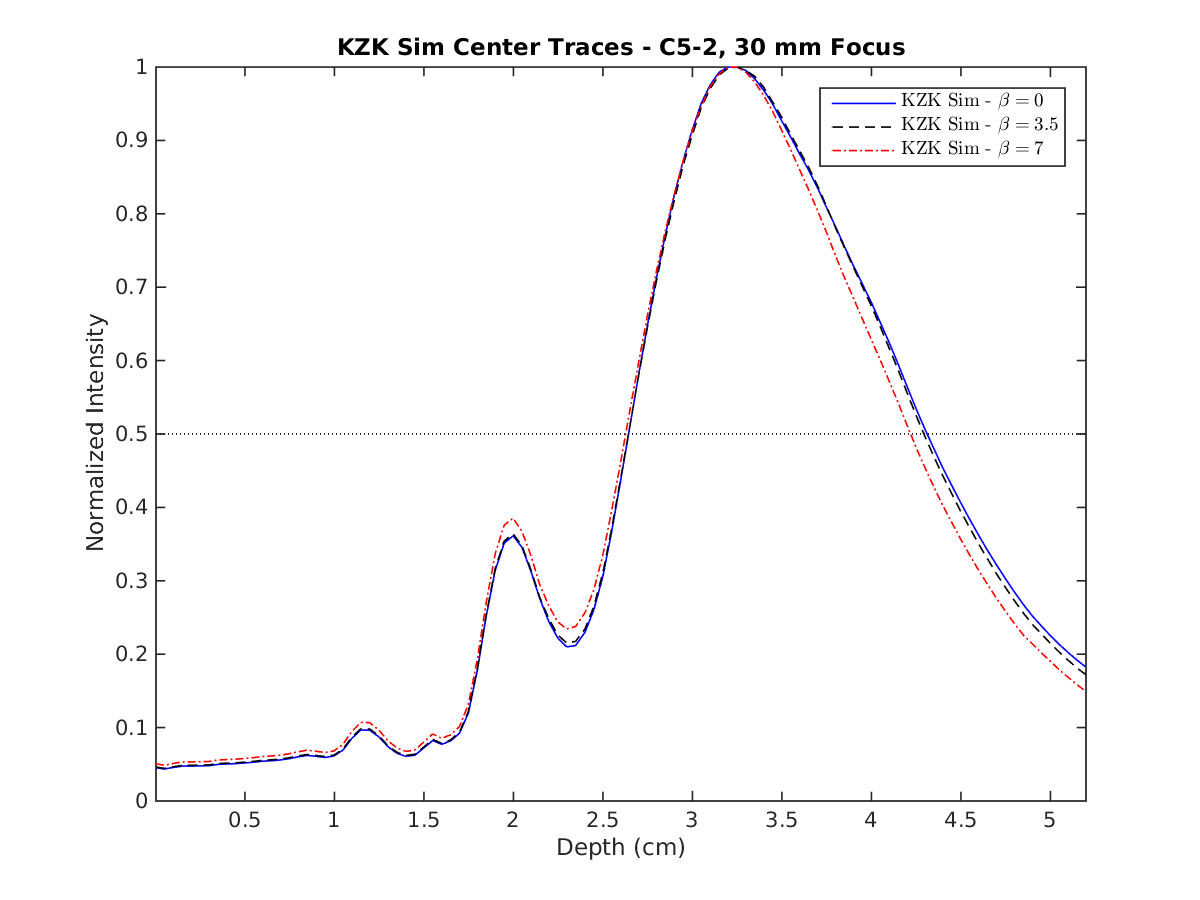 KZK Sim Center Traces - C5-2, 30 mm Focus
KZK Sim - β = 0
KZK Sim - β = 3.5
KZK Sim - β = 7
Normalized Intensity
1
0.9
0.8
0.7
0.6
0.5
0.4
0.3
0.2
0.1
0
0.5 1 1.5 2 2.5 3 3.5 4 4.5 5
Depth (cm)